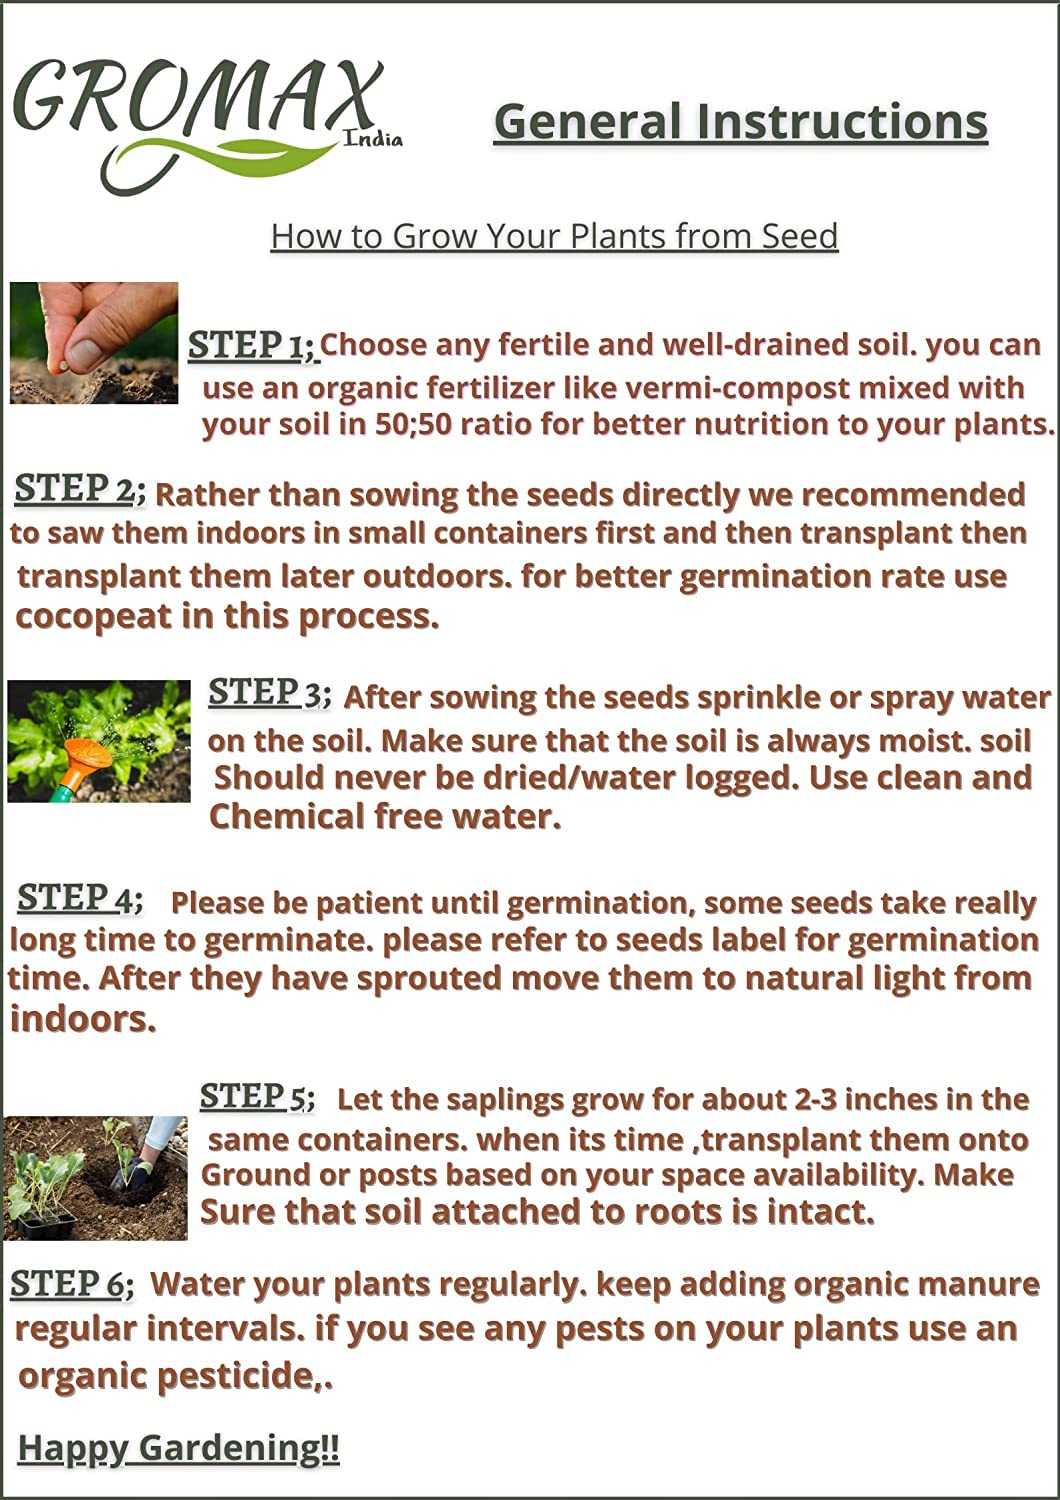 GROMAX
India
General Instructions
How to Grow Your Plants from Seed
STEP 1; Choose any fertile and well-drained soil. you can
use an organic fertilizer like vermi-compost mixed with
your soil in 50;50 ratio for better nutrition to your plants.
STEP 2; Rather than sowing the seeds directly we recommended
to saw them indoors in small containers first and then transplant then
transplant them later outdoors. for better germination rate use
cocopeat in this process.
STEP 3; After sowing the seeds sprinkle or spray water
on the soil. Make sure that the soil is always moist. soil
Should never be dried/water logged. Use clean and
Chemical free water.
STEP 4; Please be patient until germination, some seeds take really
long time to germinate. please refer to seeds label for germination
time. After they have sprouted move them to natural light from
indoors.
STEP 5; Let the saplings grow for about 2-3 inches in the
same containers. when its time ,transplant them onto
Ground or posts based on your space availability. Make
Sure that soil attached to roots is intact.
STEP 6; Water your plants regularly. keep adding organic manure
regular intervals. if you see any pests on your plants use an
organic pesticide,.
Happy Gardening!!